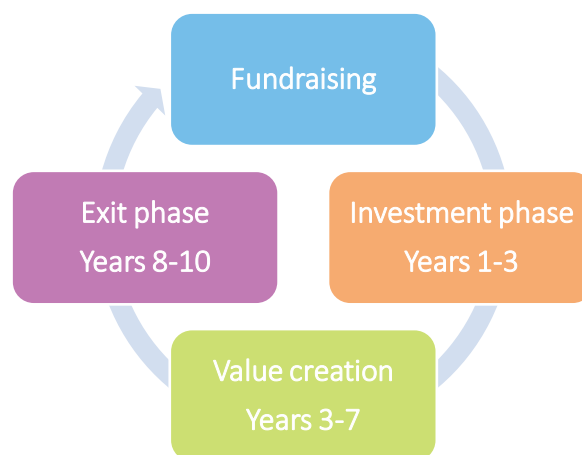 Fundraising
Investment phase
Years 1-3
Value creation
Years 3-7
Exit phase
Years 8-10